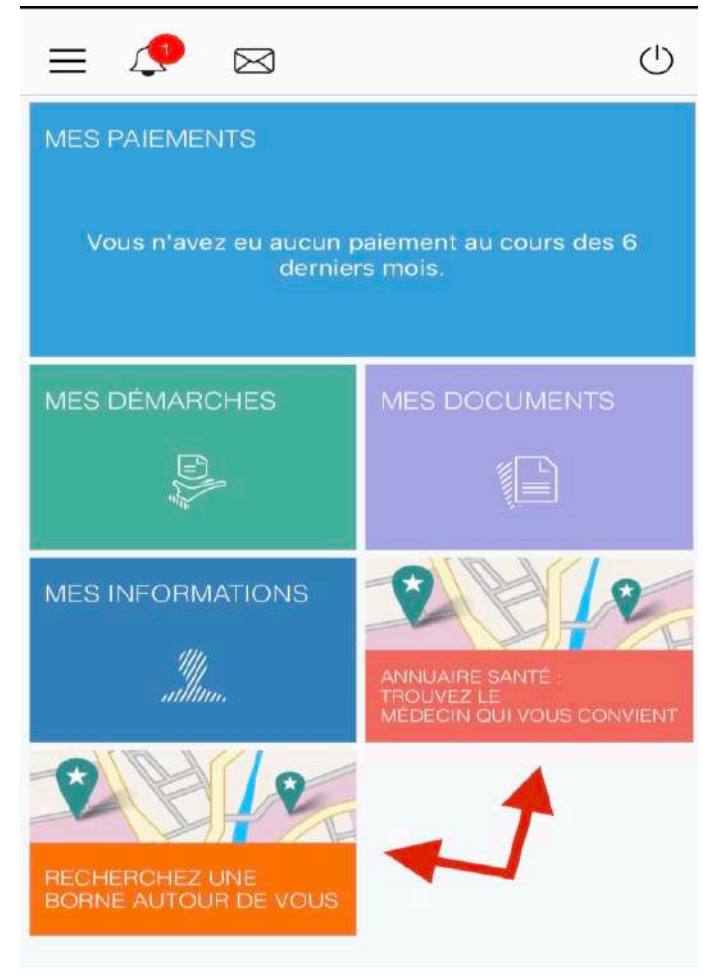 1
MES PAIEMENTS
Vous n'avez eu aucun paiement au cours des 6
derniers mois.
MES DÉMARCHES
MES DOCUMENTS
MES INFORMATIONS
ANNUAIRE SANTÉ :
TROUVEZ LE
MÉDECIN QUI VOUS CONVIENT
RECHERCHEZ UNE
BORNE AUTOUR DE VOUS